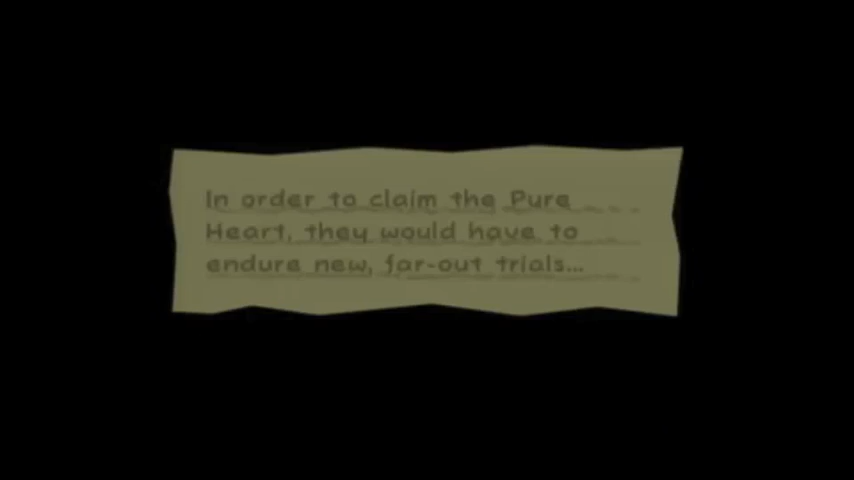 In order to claim the Pure
Heart, they would have to
endure new, far-out trials...